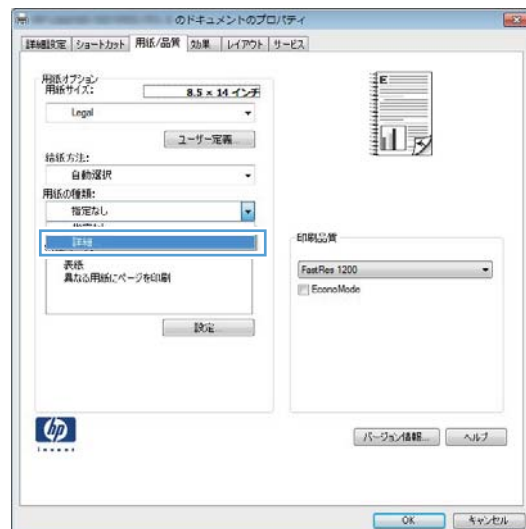 のドキュメントのプロパティ
詳細設定 ショートカット 用紙/品質 効果 レイアウト サービス
用紙オプション
用紙サイズ:
8.5 × 14 インチ
Legal
ユーザー定義...
給紙方法:
自動選択
用紙の種類:
指定なし
詳細...
表紙
異なる用紙にページを印刷
設定
E
印刷品質
FastRes 1200
EconoMode
hp
invent
バージョン情報...
ヘルプ
OK
キャンセル